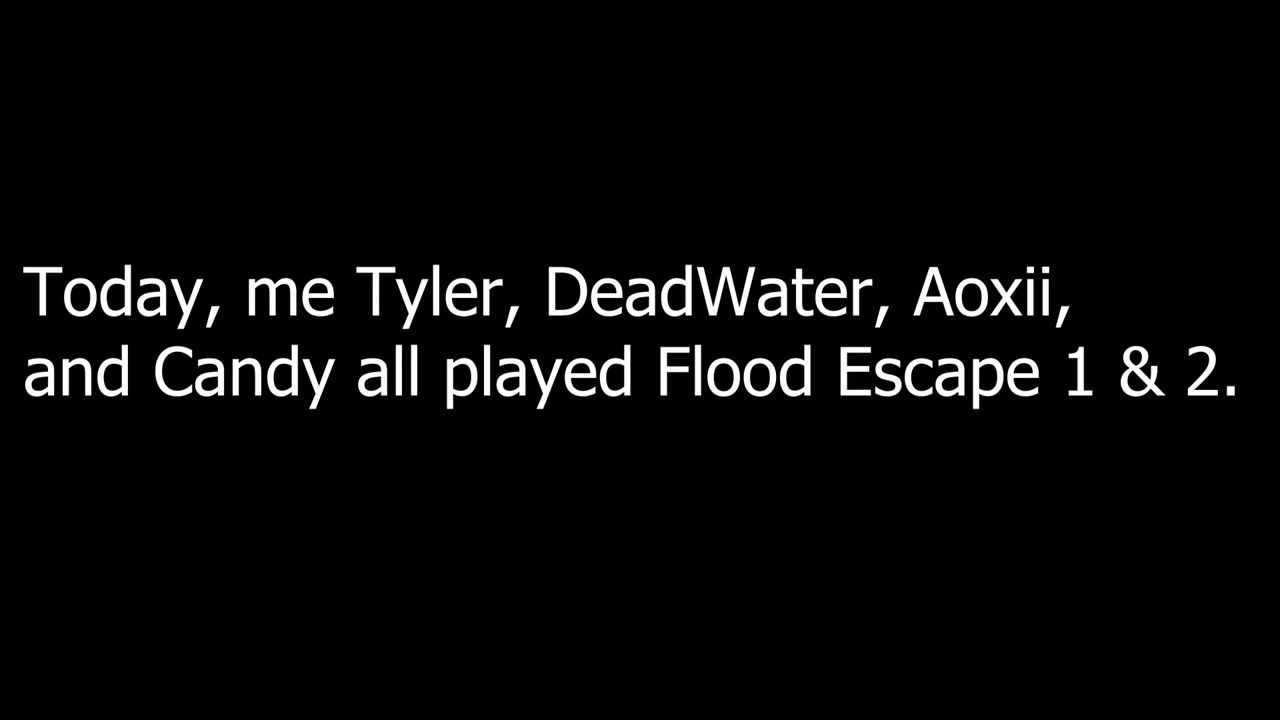 Today, me Tyler, DeadWater, Aoxii,
and Candy all played Flood Escape 1 & 2.